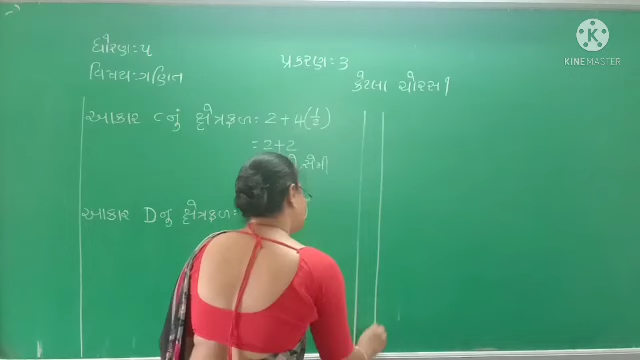 ધોરણ: ૫
વિષય: ગણિત
પ્રકરણ: ૩
કેટલા ચોરસ ?
આકાર C નું ક્ષેત્રફળ: 2 + 4(1/2)
= 2 + 2
ચો સેમી
આકાર D નું ક્ષેત્રફળ:
KINEMASTER